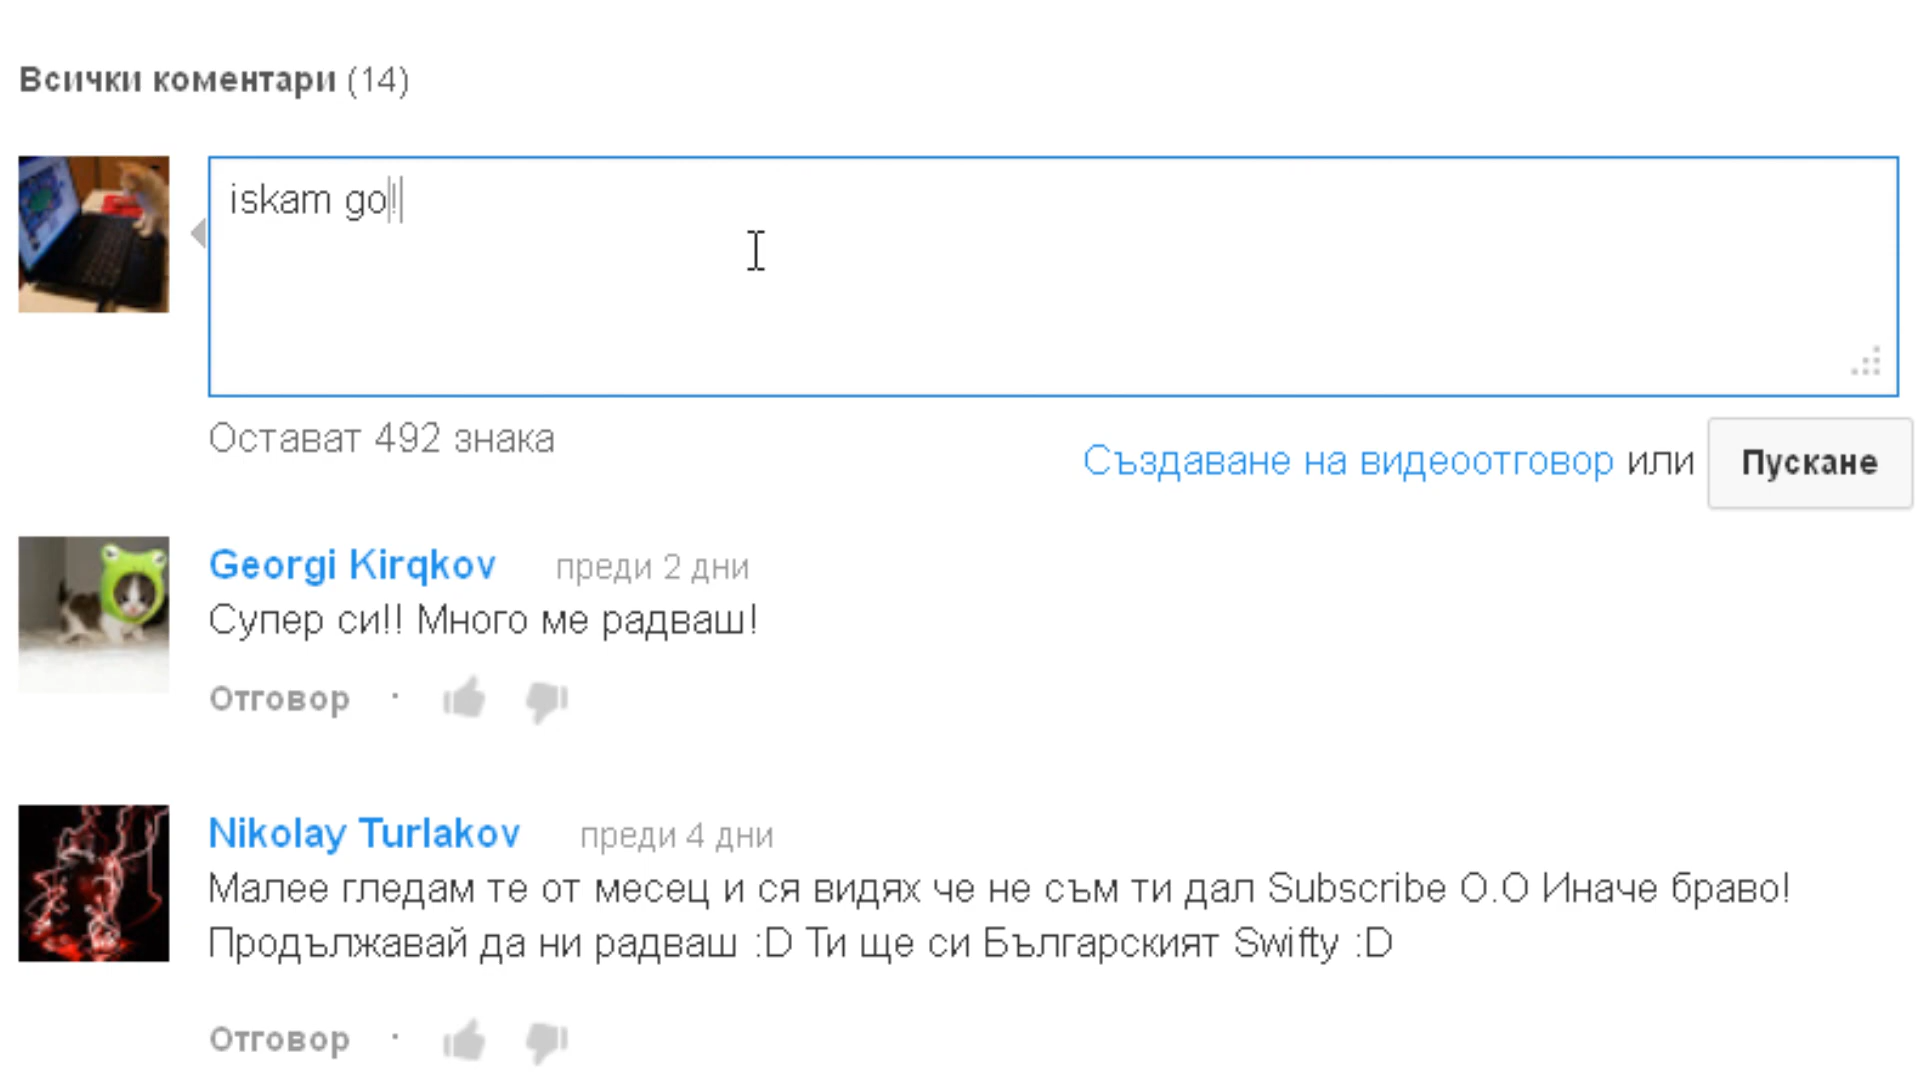 Всички коментари (14)
iskam go!
Остават 492 знака
Създаване на видеоотговор или Пускане
Georgi Kirqkov преди 2 дни
Супер си!! Много ме радваш!
Отговор ·
Nikolay Turlakov преди 4 дни
Малее гледам те от месец и ся видях че не съм ти дал Subscribe O.O Иначе браво!
Продължавай да ни радваш :D Ти ще си Българският Swifty :D
Отговор ·